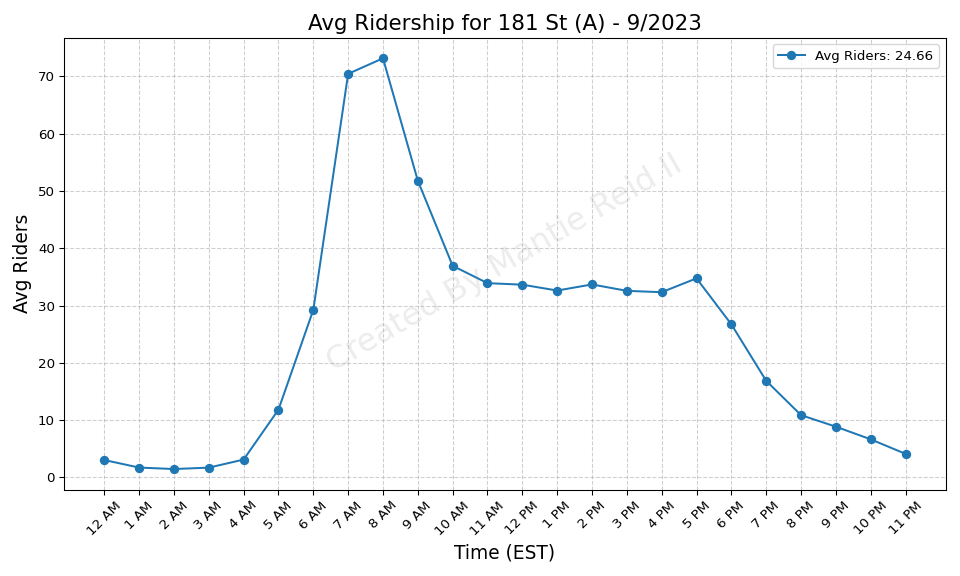 Avg Ridership for 181 St (A) - 9/2023
Avg Riders: 24.66
Avg Riders
70
60
50
40
30
20
10
0
Created By Mantie Reid II
12 AM
1 AM
2 AM
3 AM
4 AM
5 AM
6 AM
7 AM
8 AM
9 AM
10 AM
11 AM
12 PM
1 PM
2 PM
3 PM
4 PM
5 PM
6 PM
7 PM
8 PM
9 PM
10 PM
11 PM
Time (EST)